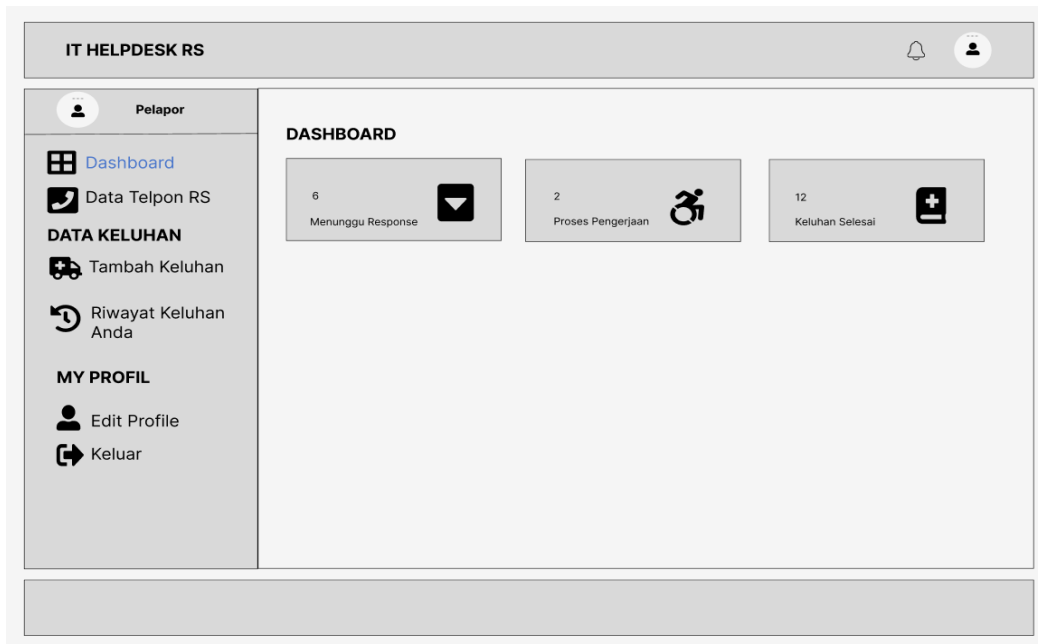 IT HELPDESK RS
Pelapor
Dashboard
Data Telpon RS
DATA KELUHAN
Tambah Keluhan
Riwayat Keluhan
Anda
MY PROFIL
Edit Profile
Keluar
DASHBOARD
6
Menunggu Response
2
Proses Pengerjaan
12
Keluhan Selesai